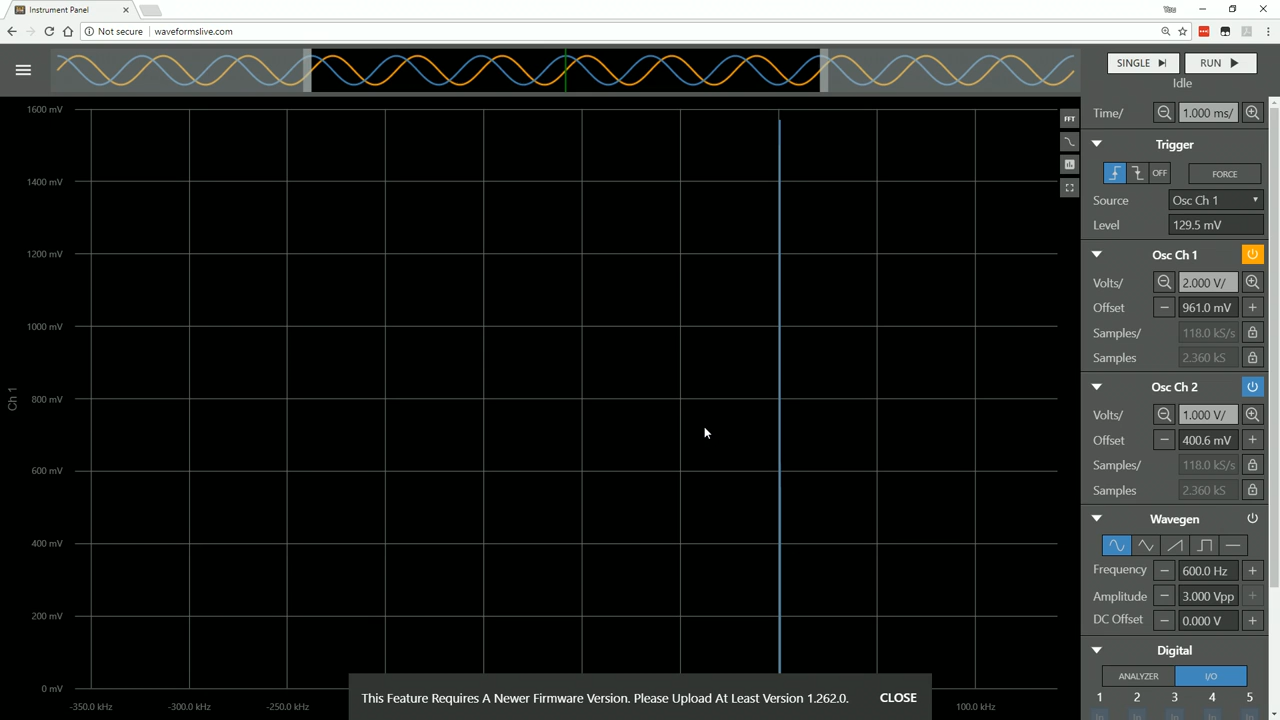 Instrument Panel
You
Not secure
waveformslive.com
SINGLE
RUN
Idle
Time/
1.000 ms/
Trigger
OFF
FORCE
Source
Osc Ch 1
Level
129.5 mV
Osc Ch 1
Volts/
2.000 V/
Offset
961.0 mV
Samples/
118.0 kS/s
Samples
2.360 kS
Osc Ch 2
Volts/
1.000 V/
Offset
400.6 mV
Samples/
118.0 kS/s
Samples
2.360 kS
Wavegen
Frequency
600.0 Hz
Amplitude
3.000 Vpp
DC Offset
0.000 V
Digital
ANALYZER
I/O
1 2 3 4 5
FFT
1600 mV
1400 mV
1200 mV
1000 mV
800 mV
600 mV
400 mV
200 mV
0 mV
Ch 1
-350.0 kHz
-300.0 kHz
-250.0 kHz
100.0 kHz
This Feature Requires A Newer Firmware Version. Please Upload At Least Version 1.262.0.
CLOSE